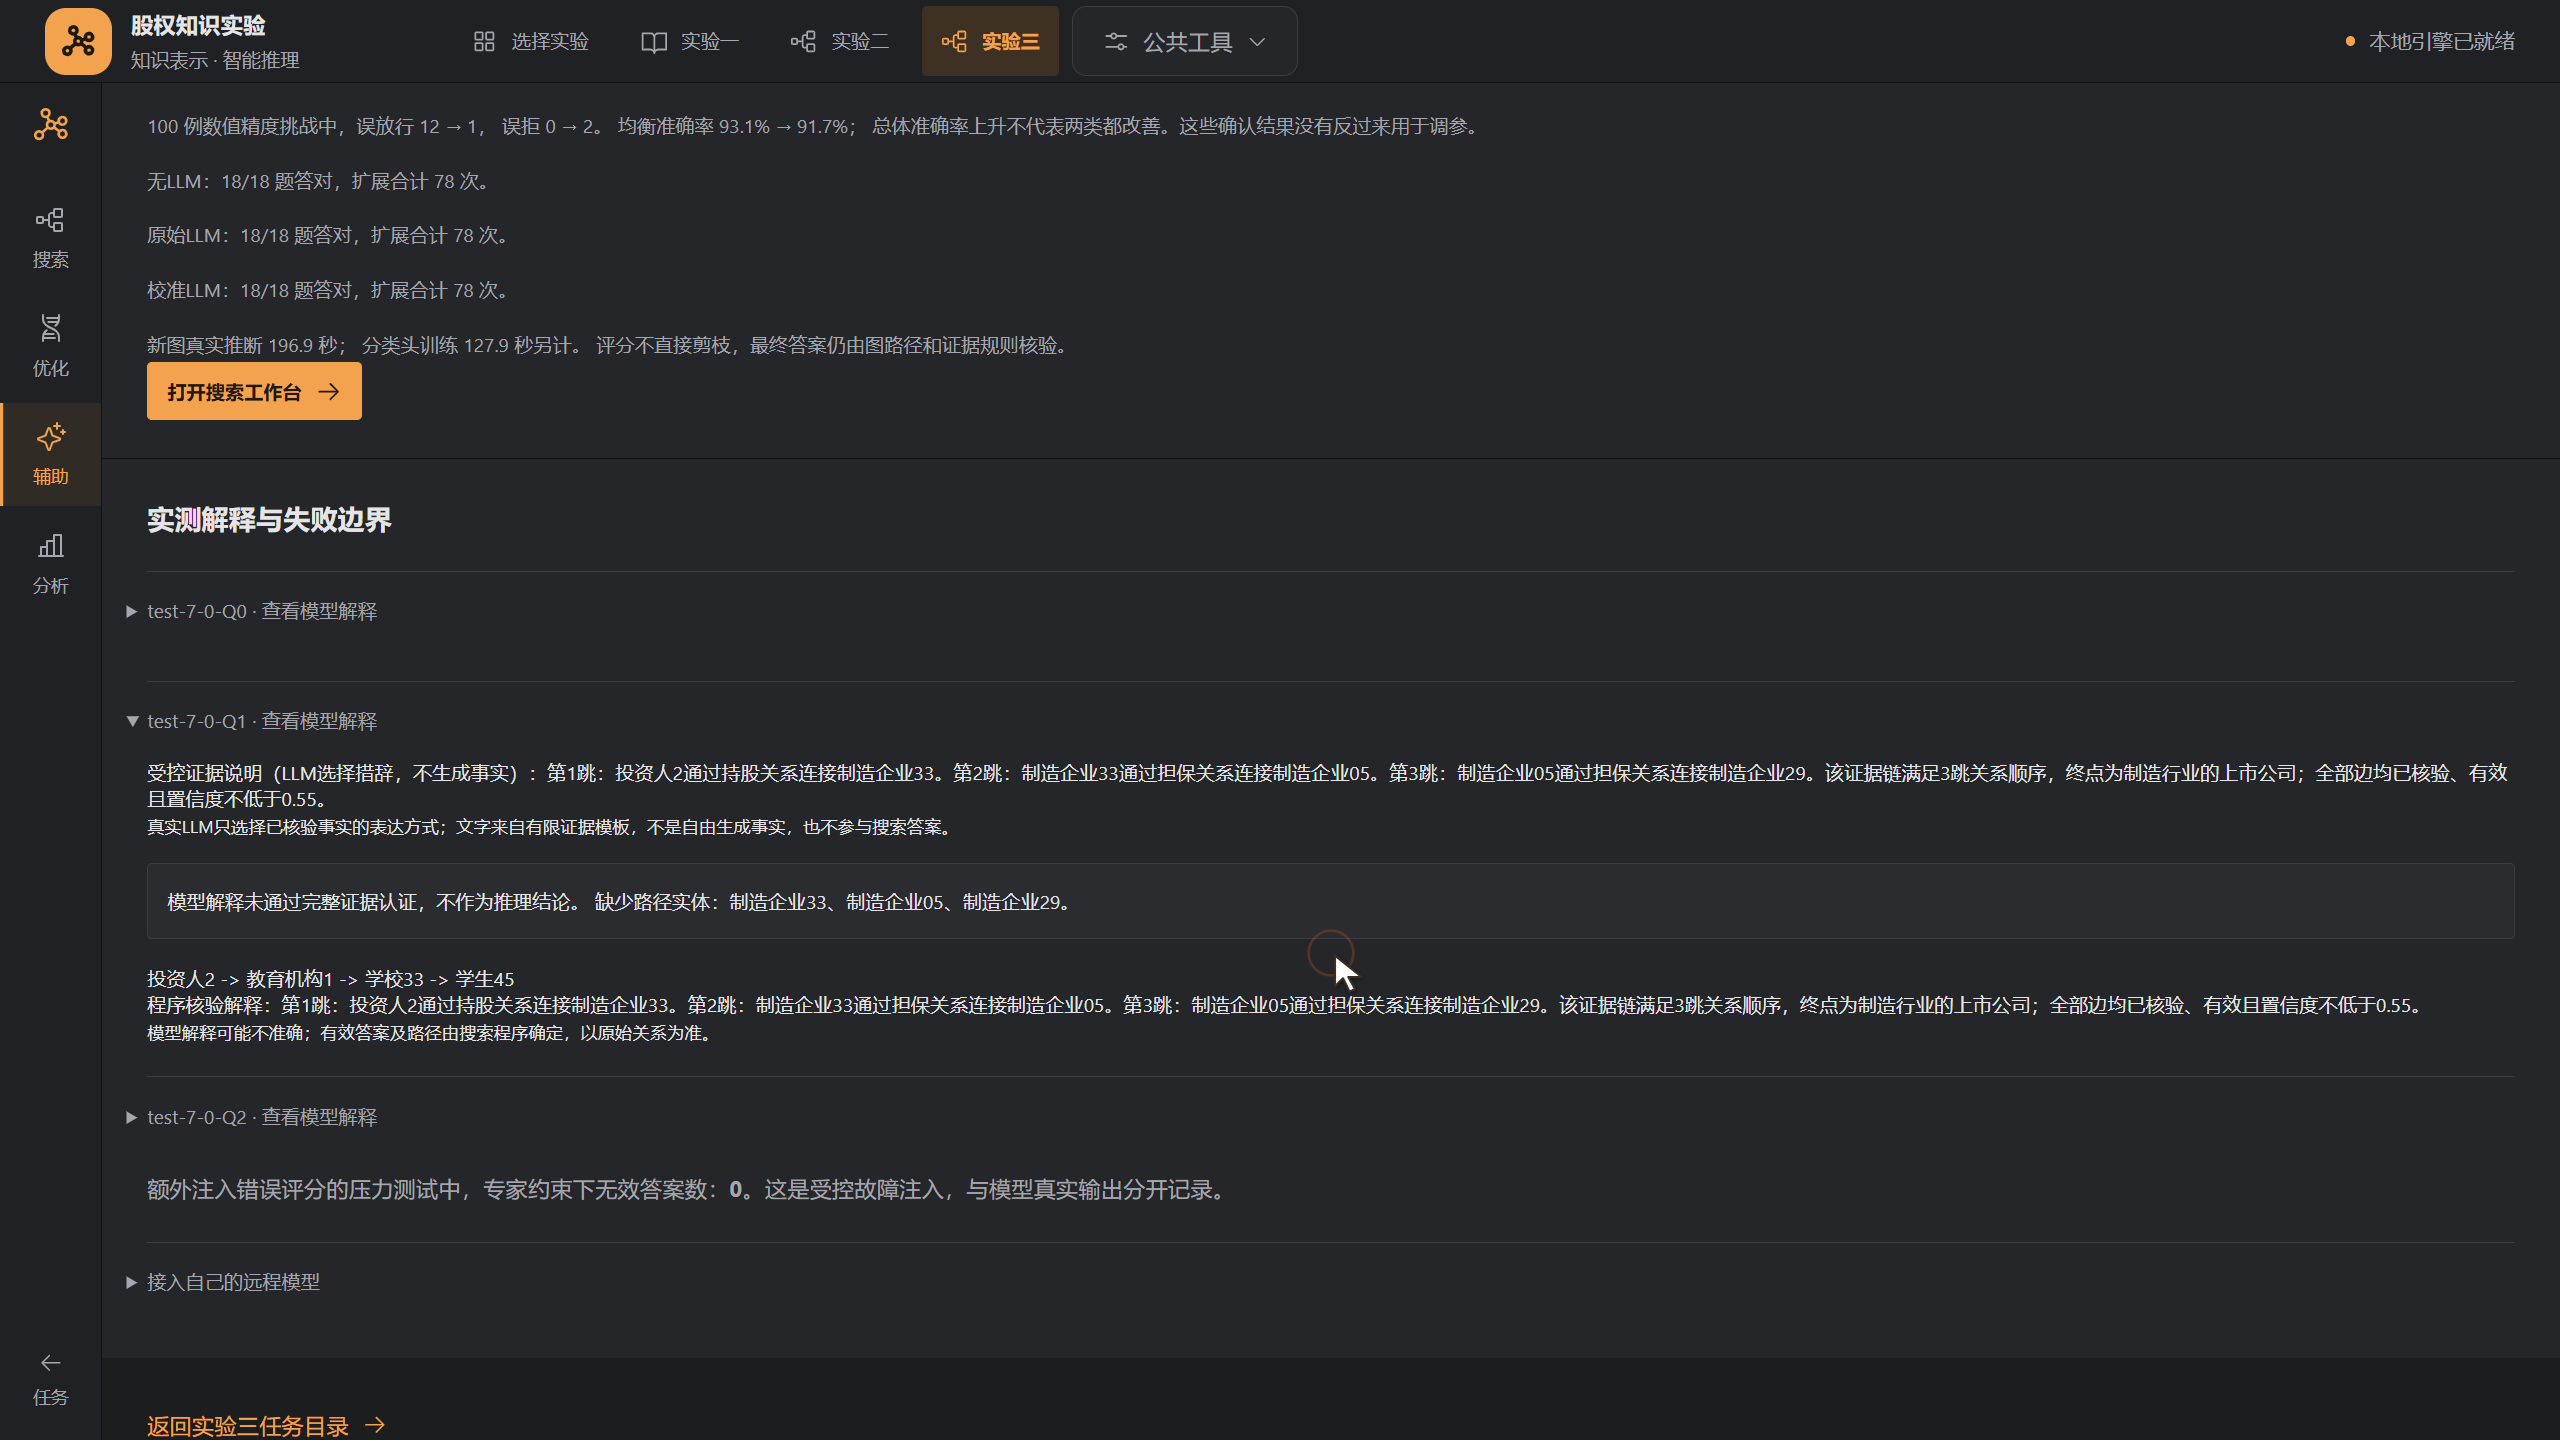 股权知识实验
知识表示 · 智能推理
选择实验
实验一
实验二
实验三
公共工具
本地引擎已就绪
搜索
优化
辅助
分析
任务
100 例数值精度挑战中，误放行 12 → 1， 误拒 0 → 2。 均衡准确率 93.1% → 91.7%； 总体准确率上升不代表两类都改善。这些确认结果没有反过来用于调参。
无LLM：18/18 题答对，扩展合计 78 次。
原始LLM：18/18 题答对，扩展合计 78 次。
校准LLM：18/18 题答对，扩展合计 78 次。
新图真实推断 196.9 秒； 分类头训练 127.9 秒另计。 评分不直接剪枝，最终答案仍由图路径和证据规则核验。
打开搜索工作台
实测解释与失败边界
test-7-0-Q0 · 查看模型解释
test-7-0-Q1 · 查看模型解释
受控证据说明（LLM选择措辞，不生成事实）：第1跳：投资人2通过持股关系连接制造企业33。第2跳：制造企业33通过担保关系连接制造企业05。第3跳：制造企业05通过担保关系连接制造企业29。该证据链满足3跳关系顺序，终点为制造行业的上市公司；全部边均已核验、有效
且置信度不低于0.55。
真实LLM只选择已核验事实的表达方式；文字来自有限证据模板，不是自由生成事实，也不参与搜索答案。
模型解释未通过完整证据认证，不作为推理结论。 缺少路径实体：制造企业33、制造企业05、制造企业29。
投资人2 -> 教育机构1 -> 学校33 -> 学生45
程序核验解释：第1跳：投资人2通过持股关系连接制造企业33。第2跳：制造企业33通过担保关系连接制造企业05。第3跳：制造企业05通过担保关系连接制造企业29。该证据链满足3跳关系顺序，终点为制造行业的上市公司；全部边均已核验、有效且置信度不低于0.55。
模型解释可能不准确；有效答案及路径由搜索程序确定，以原始关系为准。
test-7-0-Q2 · 查看模型解释
额外注入错误评分的压力测试中，专家约束下无效答案数：0。这是受控故障注入，与模型真实输出分开记录。
接入自己的远程模型
返回实验三任务目录